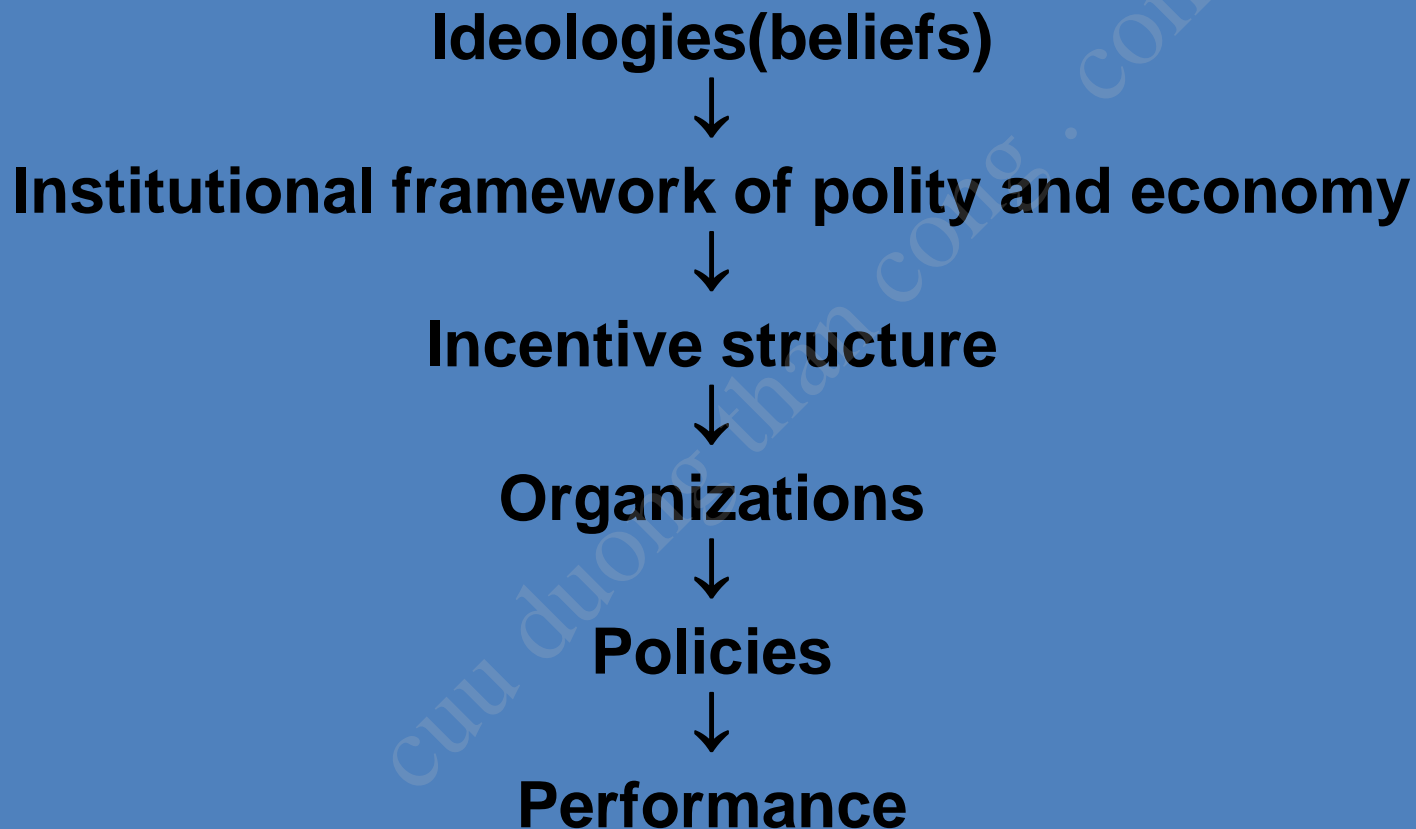 Ideologies(beliefs)
↓
Institutional framework of polity and economy
↓
Incentive structure
↓
Organizations
↓
Policies
↓
Performance
cuu duong than cong . com